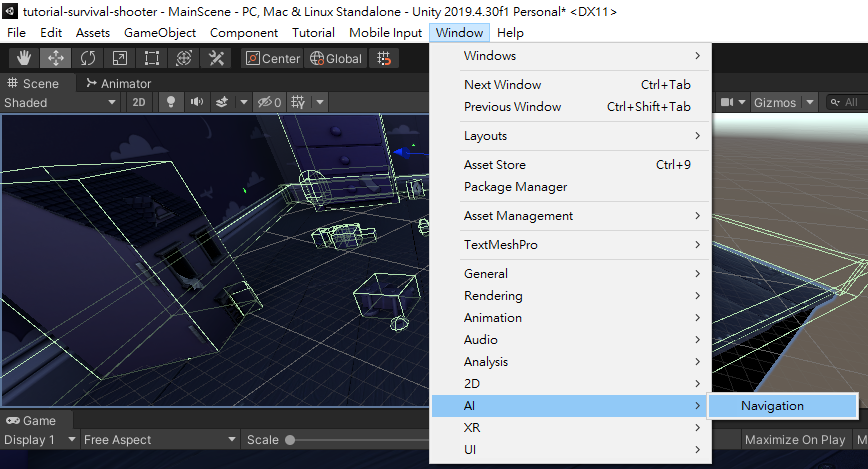 tutorial-survival-shooter - MainScene - PC, Mac & Linux Standalone - Unity 2019.4.30f1 Personal* <DX11>
File Edit Assets GameObject Component Tutorial Mobile Input Window Help
Center Global
Scene Animator
Shaded 2D 0 Gizmos All
Windows
Next Window Ctrl+Tab
Previous Window Ctrl+Shift+Tab
Layouts
Asset Store Ctrl+9
Package Manager
Asset Management
TextMeshPro
General
Rendering
Animation
Audio
Analysis
2D
AI Navigation
XR
UI
Game
Display 1 Free Aspect Scale Maximize On Play M